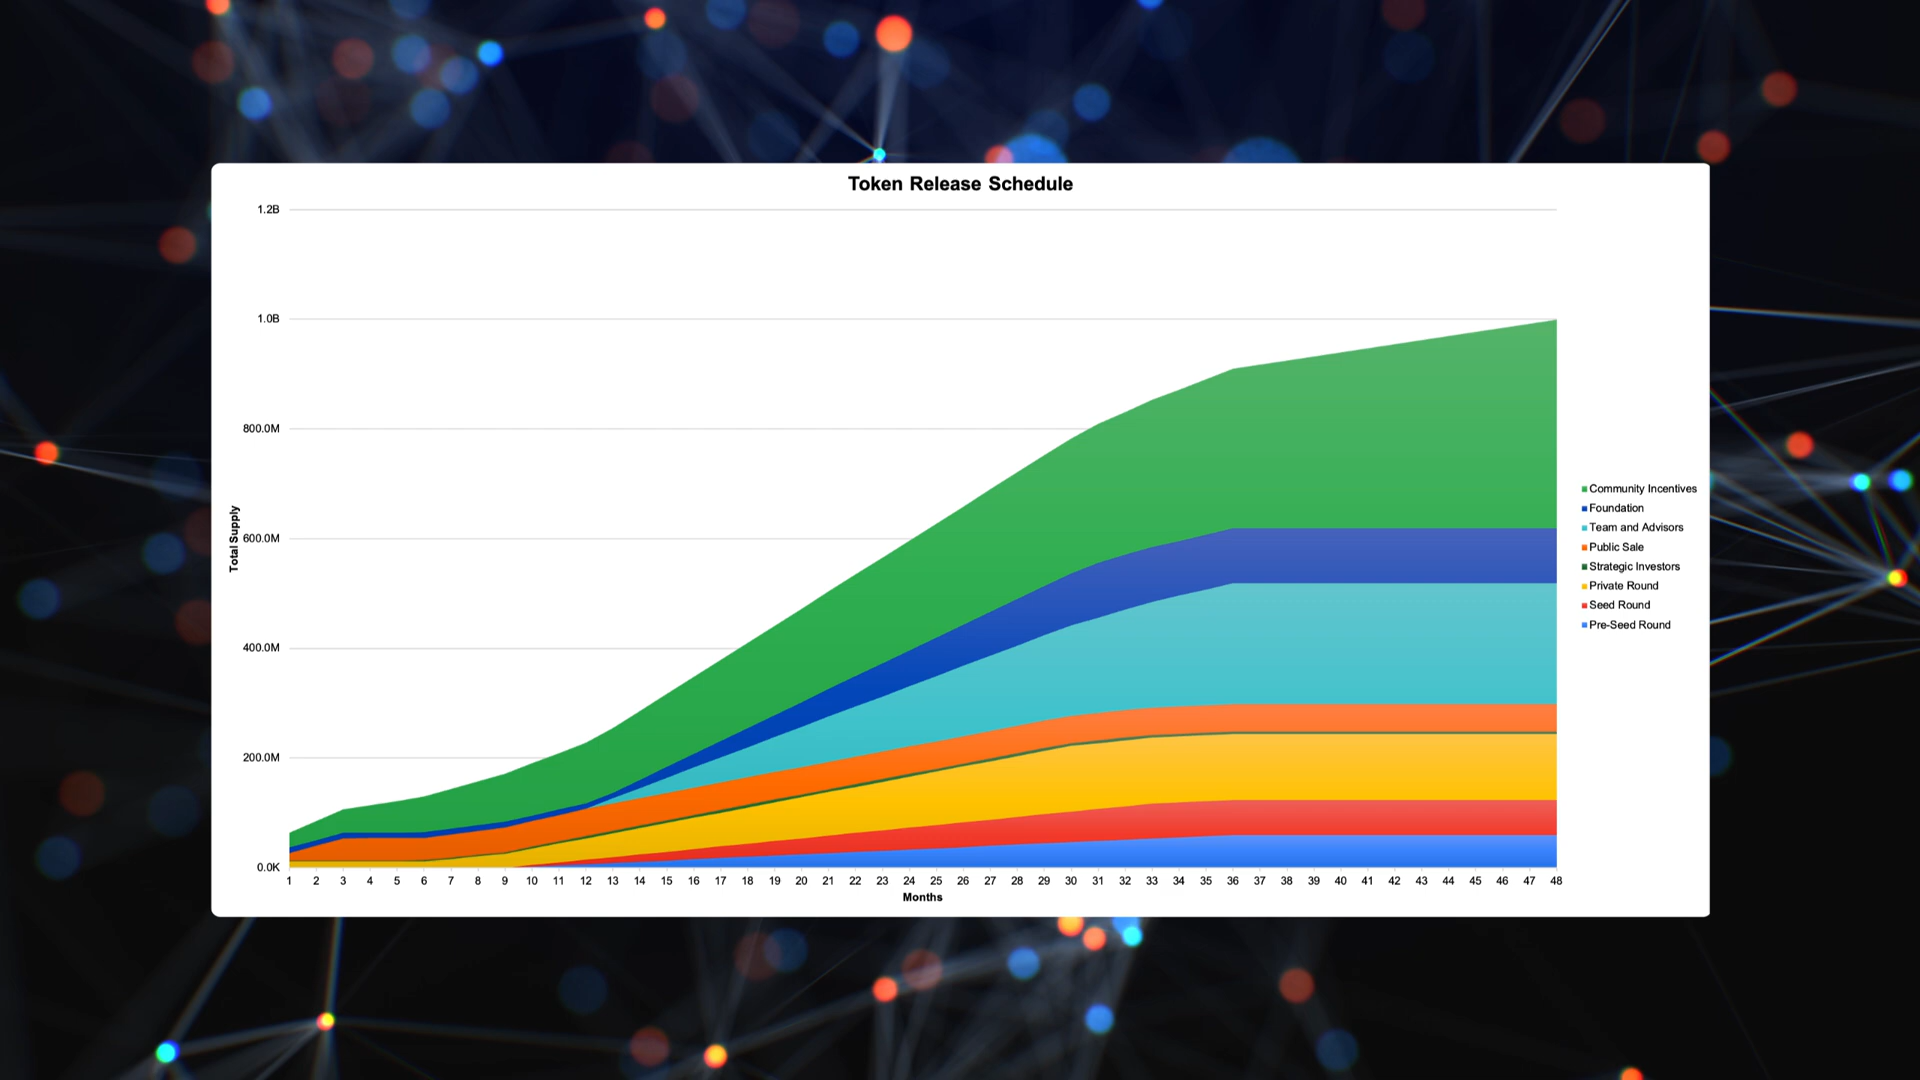 Token Release Schedule
1.2B
1.0B
800.0M
600.0M
400.0M
200.0M
0.0K
Total Supply
1 2 3 4 5 6 7 8 9 10 11 12 13 14 15 16 17 18 19 20 21 22 23 24 25 26 27 28 29 30 31 32 33 34 35 36 37 38 39 40 41 42 43 44 45 46 47 48
Months
Community Incentives
Foundation
Team and Advisors
Public Sale
Strategic Investors
Private Round
Seed Round
Pre-Seed Round